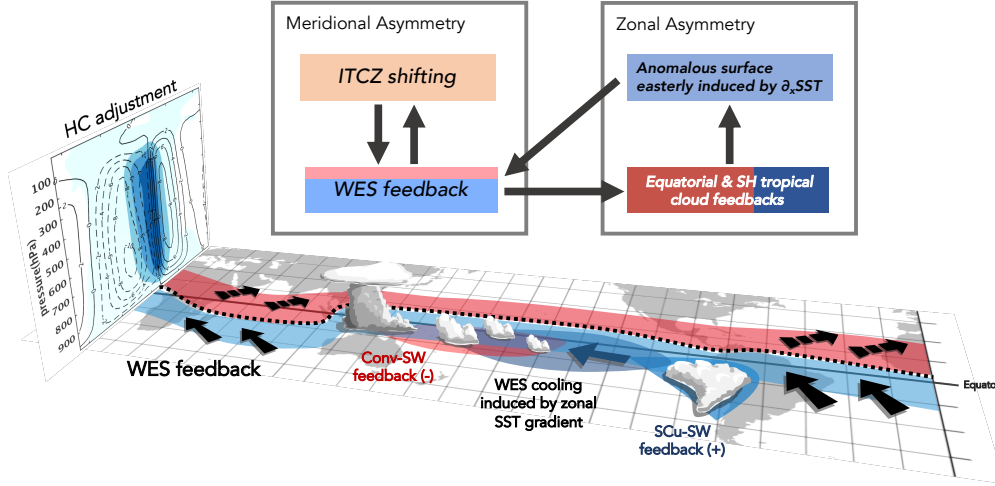 Meridional Asymmetry
Zonal Asymmetry
ITCZ shifting
Anomalous surface
easterly induced by ∂ₓSST
WES feedback
Equatorial & SH tropical
cloud feedbacks
HC adjustment
pressure(hPa)
100
200
300
400
500
600
700
800
900
WES feedback
Conv-SW
feedback (-)
WES cooling
induced by zonal
SST gradient
SCu-SW
feedback (+)
Equato